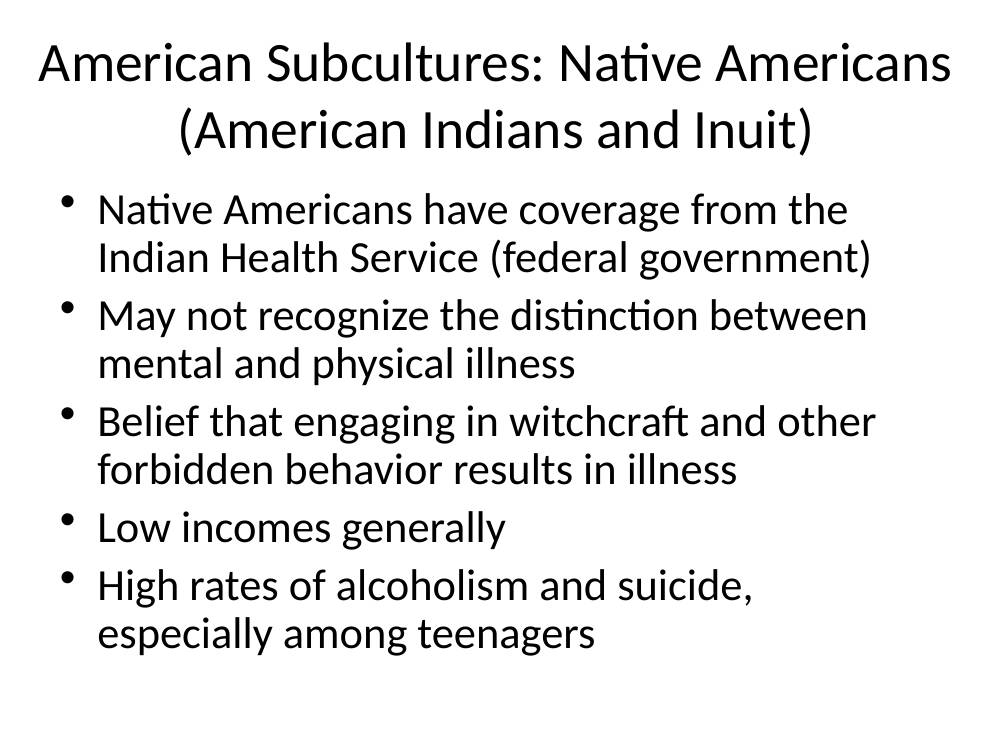 American Subcultures: Native Americans
(American Indians and Inuit)
• Native Americans have coverage from the
Indian Health Service (federal government)
• May not recognize the distinction between
mental and physical illness
• Belief that engaging in witchcraft and other
forbidden behavior results in illness
• Low incomes generally
• High rates of alcoholism and suicide,
especially among teenagers